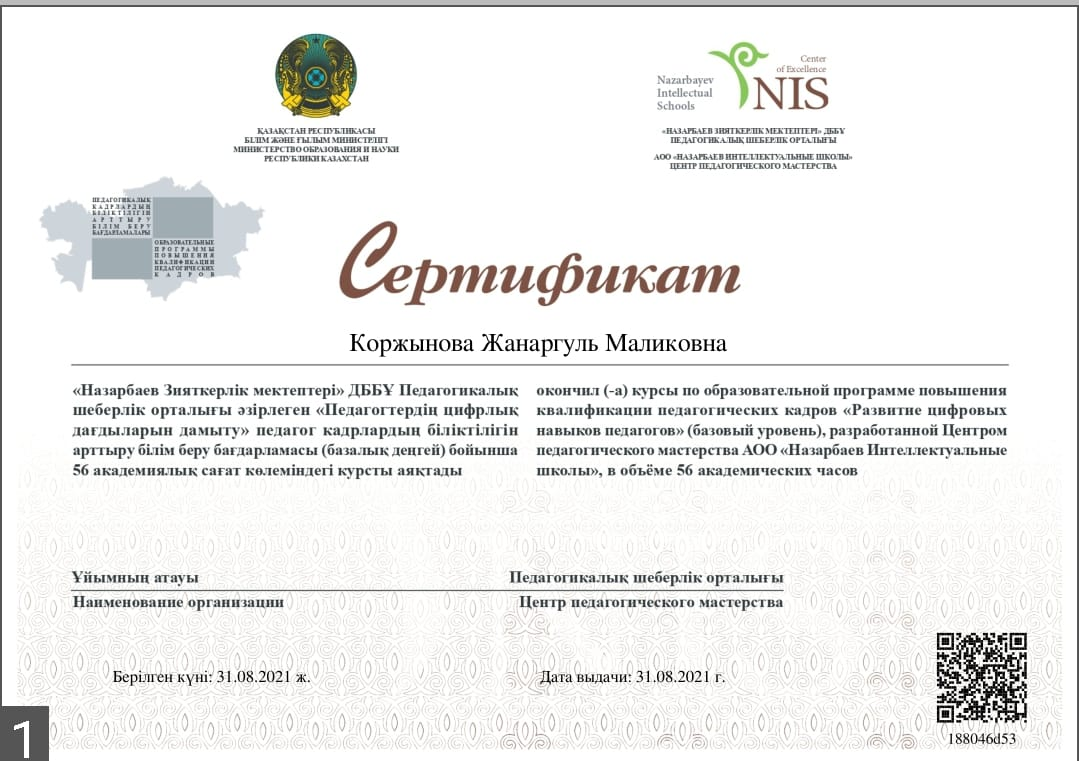 ҚАЗАҚСТАН РЕСПУБЛИКАСЫ
БІЛІМ ЖӘНЕ ҒЫЛЫМ МИНИСТРЛІГІ
МИНИСТЕРСТВО ОБРАЗОВАНИЯ И НАУКИ
РЕСПУБЛИКИ КАЗАХСТАН
Nazarbayev
Intellectual
Schools
Center
of Excellence
NIS
«НАЗАРБАЕВ ЗИЯТКЕРЛІК МЕКТЕПТЕРІ» ДББҰ
ПЕДАГОГИКАЛЫҚ ШЕБЕРЛІК ОРТАЛЫҒЫ
АОО «НАЗАРБАЕВ ИНТЕЛЛЕКТУАЛЬНЫЕ ШКОЛЫ»
ЦЕНТР ПЕДАГОГИЧЕСКОГО МАСТЕРСТВА
ПЕДАГОГИКАЛЫҚ
КАДРЛАРДЫҢ
БІЛІКТІЛІГІН
АРТТЫРУ
БІЛІМ БЕРУ
БАҒДАРЛАМАЛАРЫ
ОБРАЗОВАТЕЛЬНЫЕ
ПРОГРАММЫ
ПОВЫШЕНИЯ
КВАЛИФИКАЦИИ
ПЕДАГОГИЧЕСКИХ
КАДРОВ
Сертификат
Коржынова Жанаргуль Маликовна
«Назарбаев Зияткерлік мектептері» ДББҰ Педагогикалық
шеберлік орталығы әзірлеген «Педагогтердің цифрлық
дағдыларын дамыту» педагог кадрлардың біліктілігін
арттыру білім беру бағдарламасы (базалық деңгей) бойынша
56 академиялық сағат көлеміндегі курсты аяқтады
окончил (-а) курсы по образовательной программе повышения
квалификации педагогических кадров «Развитие цифровых
навыков педагогов» (базовый уровень), разработанной Центром
педагогического мастерства АОО «Назарбаев Интеллектуальные
школы», в объёме 56 академических часов
Ұйымның атауы
Педагогикалық шеберлік орталығы
Наименование организации
Центр педагогического мастерства
Берілген күні: 31.08.2021 ж.
Дата выдачи: 31.08.2021 г.
188046d53
1